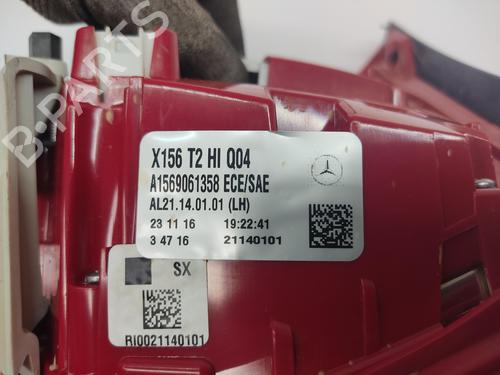 X156 T2 HI Q04
A1569061358 ECE/SAE
AL21.14.01.01 (LH)
23 11 16 19:22:41
3 47 16 21140101
SX
RI0021140101
B-PARTS